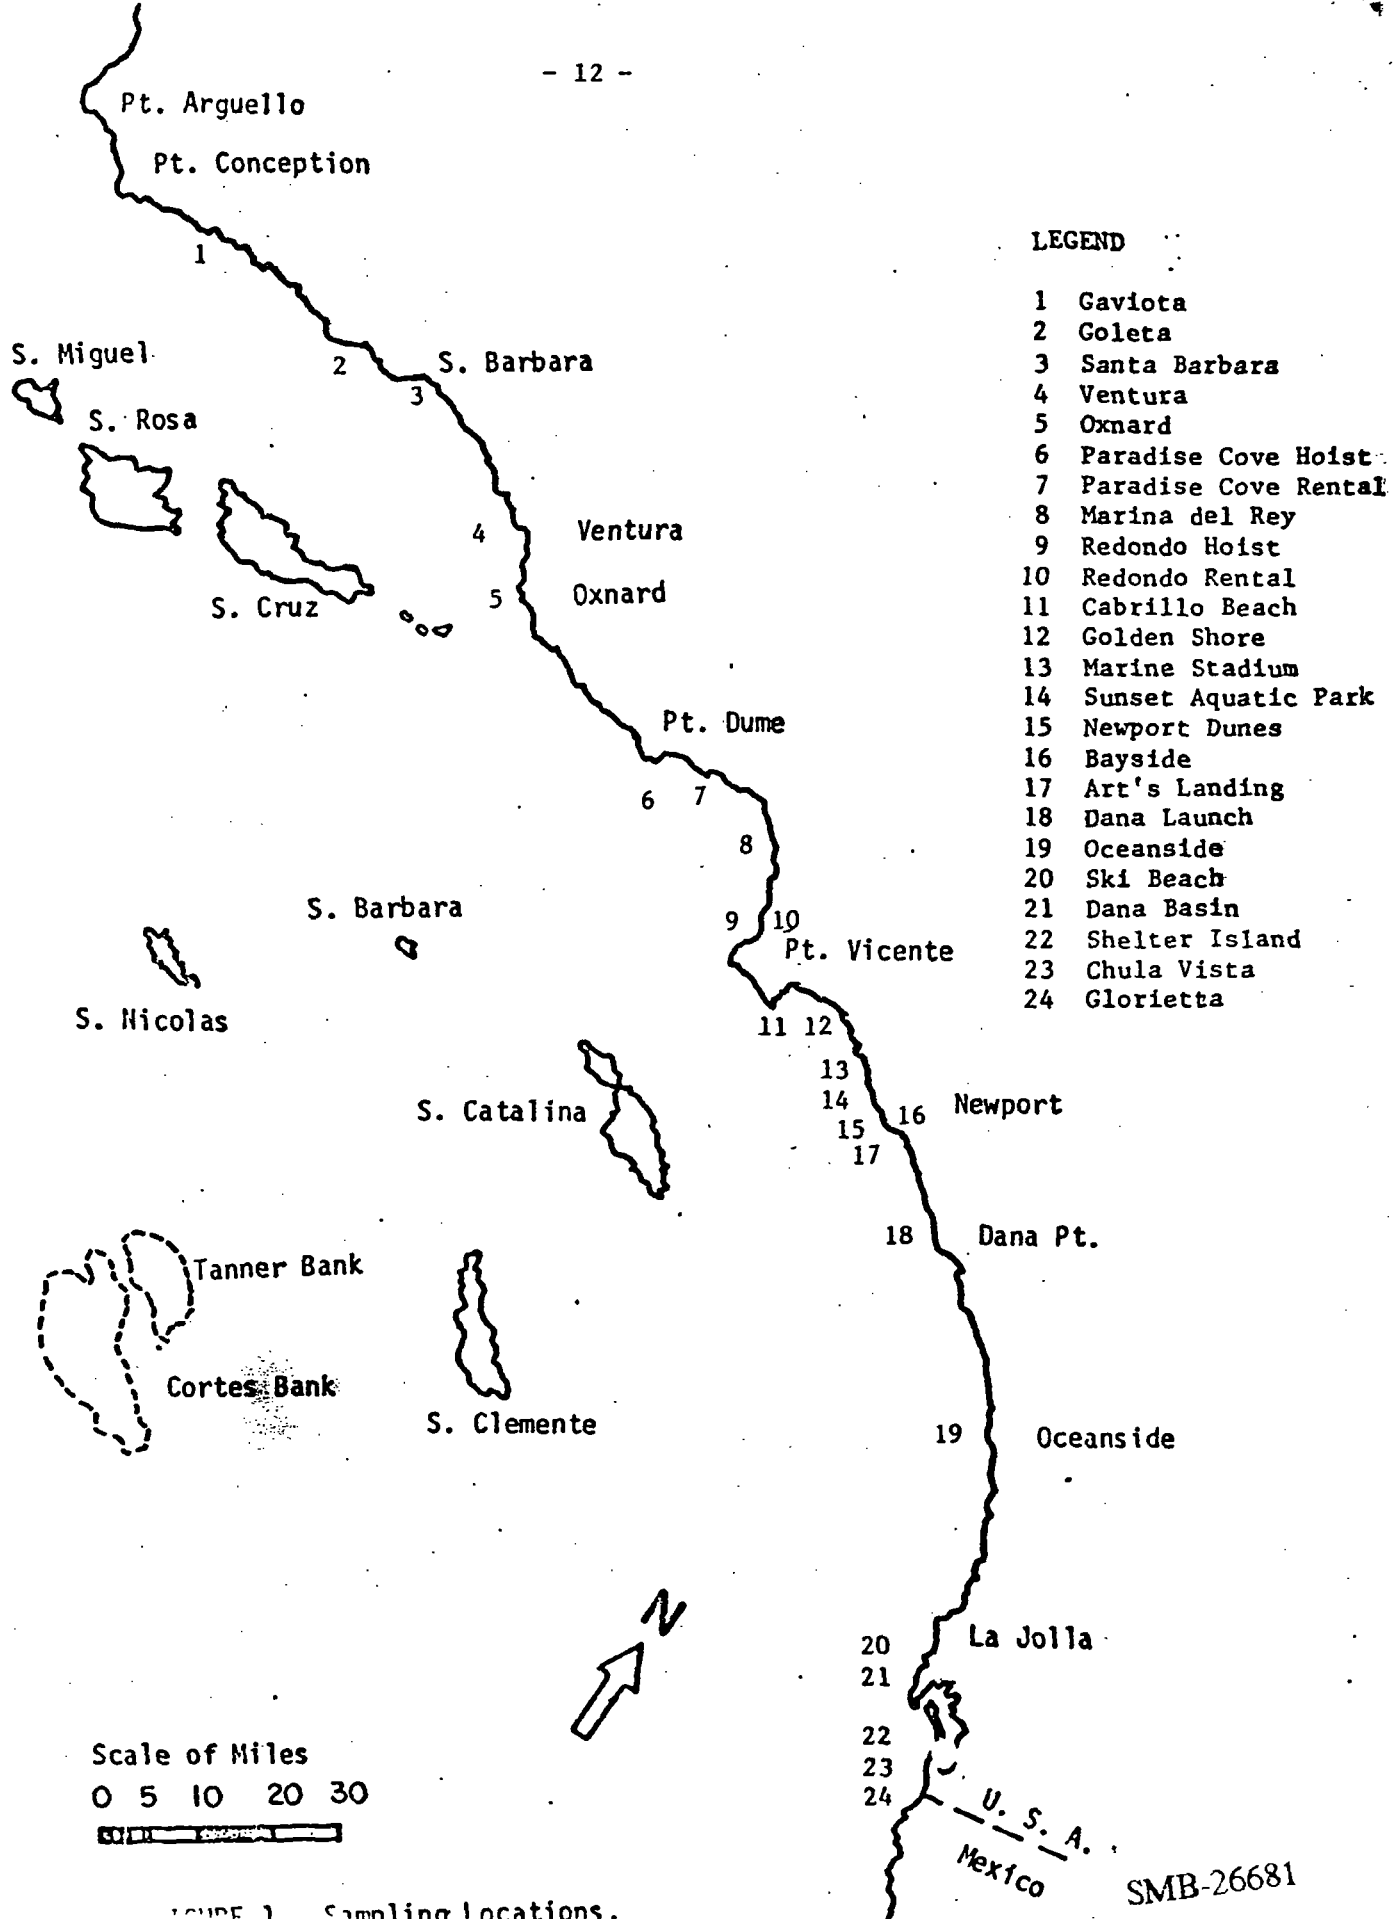 - 12 -
Pt. Arguello
Pt. Conception
1
LEGEND
1 Gaviota
2 Goleta
3 Santa Barbara
4 Ventura
5 Oxnard
6 Paradise Cove Hoist
7 Paradise Cove Rental
8 Marina del Rey
9 Redondo Hoist
10 Redondo Rental
11 Cabrillo Beach
12 Golden Shore
13 Marine Stadium
14 Sunset Aquatic Park
15 Newport Dunes
16 Bayside
17 Art's Landing
18 Dana Launch
19 Oceanside
20 Ski Beach
21 Dana Basin
22 Shelter Island
23 Chula Vista
24 Glorietta
S. Miguel
2
S. Barbara
3
S. Rosa
4
Ventura
5
Oxnard
S. Cruz
Pt. Dume
6
7
8
S. Barbara
9
10
Pt. Vicente
S. Nicolas
11
12
13
14
S. Catalina
15
16
Newport
17
18
Dana Pt.
Tanner Bank
Cortes Bank
S. Clemente
19
Oceanside
N
20
La Jolla
21
22
23
24
U. S. A.
Mexico
Scale of Miles
0 5 10 20 30
SMB-26681
1 Sampling Locations.